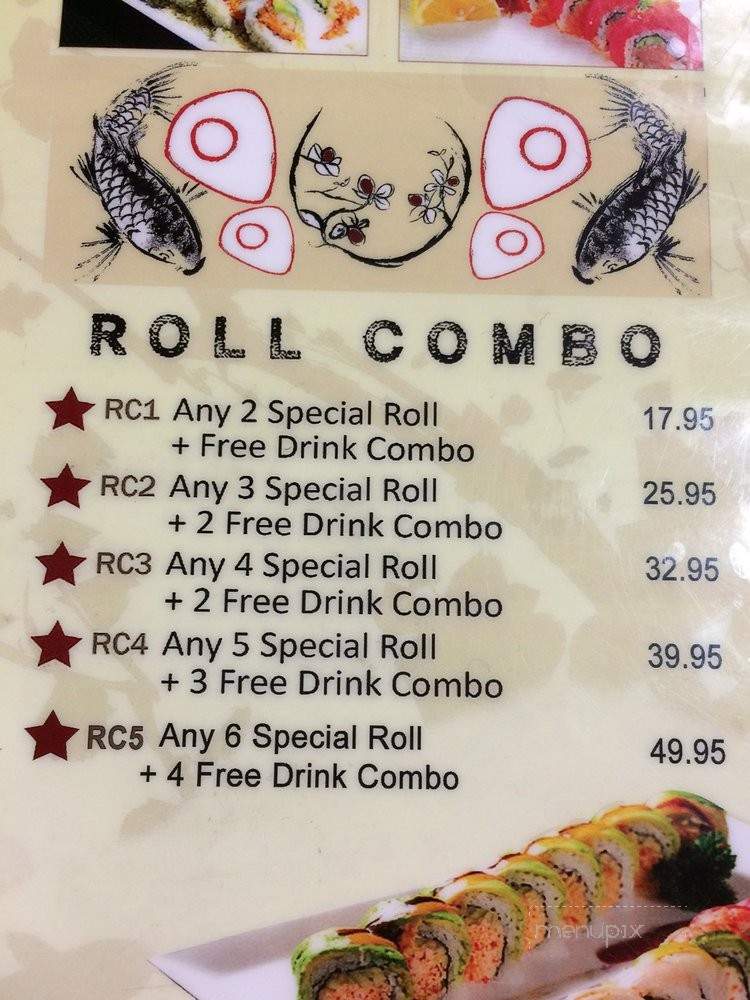 ROLL COMBO
RC1 Any 2 Special Roll 17.95
+ Free Drink Combo
RC2 Any 3 Special Roll 25.95
+ 2 Free Drink Combo
RC3 Any 4 Special Roll 32.95
+ 2 Free Drink Combo
RC4 Any 5 Special Roll 39.95
+ 3 Free Drink Combo
RC5 Any 6 Special Roll 49.95
+ 4 Free Drink Combo
menupix